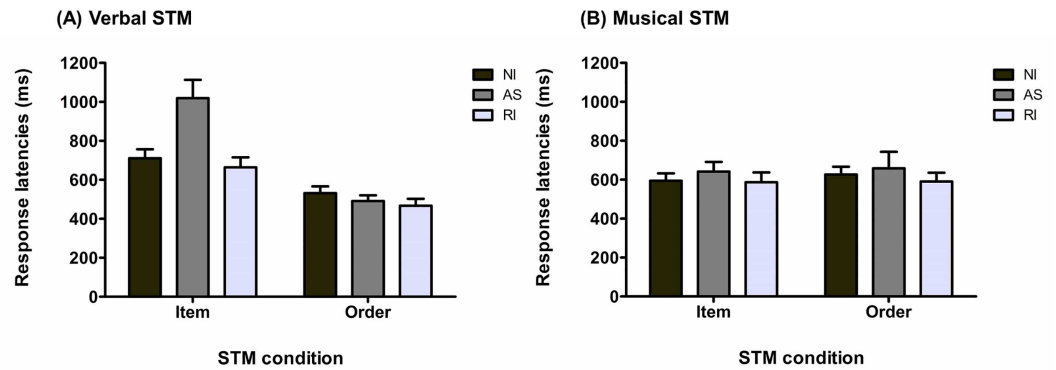 (A) Verbal STM
Response latencies (ms)
1200
1000
800
600
400
200
0
Item
Order
STM condition
NI
AS
RI
(B) Musical STM
Response latencies (ms)
1200
1000
800
600
400
200
0
Item
Order
STM condition
NI
AS
RI